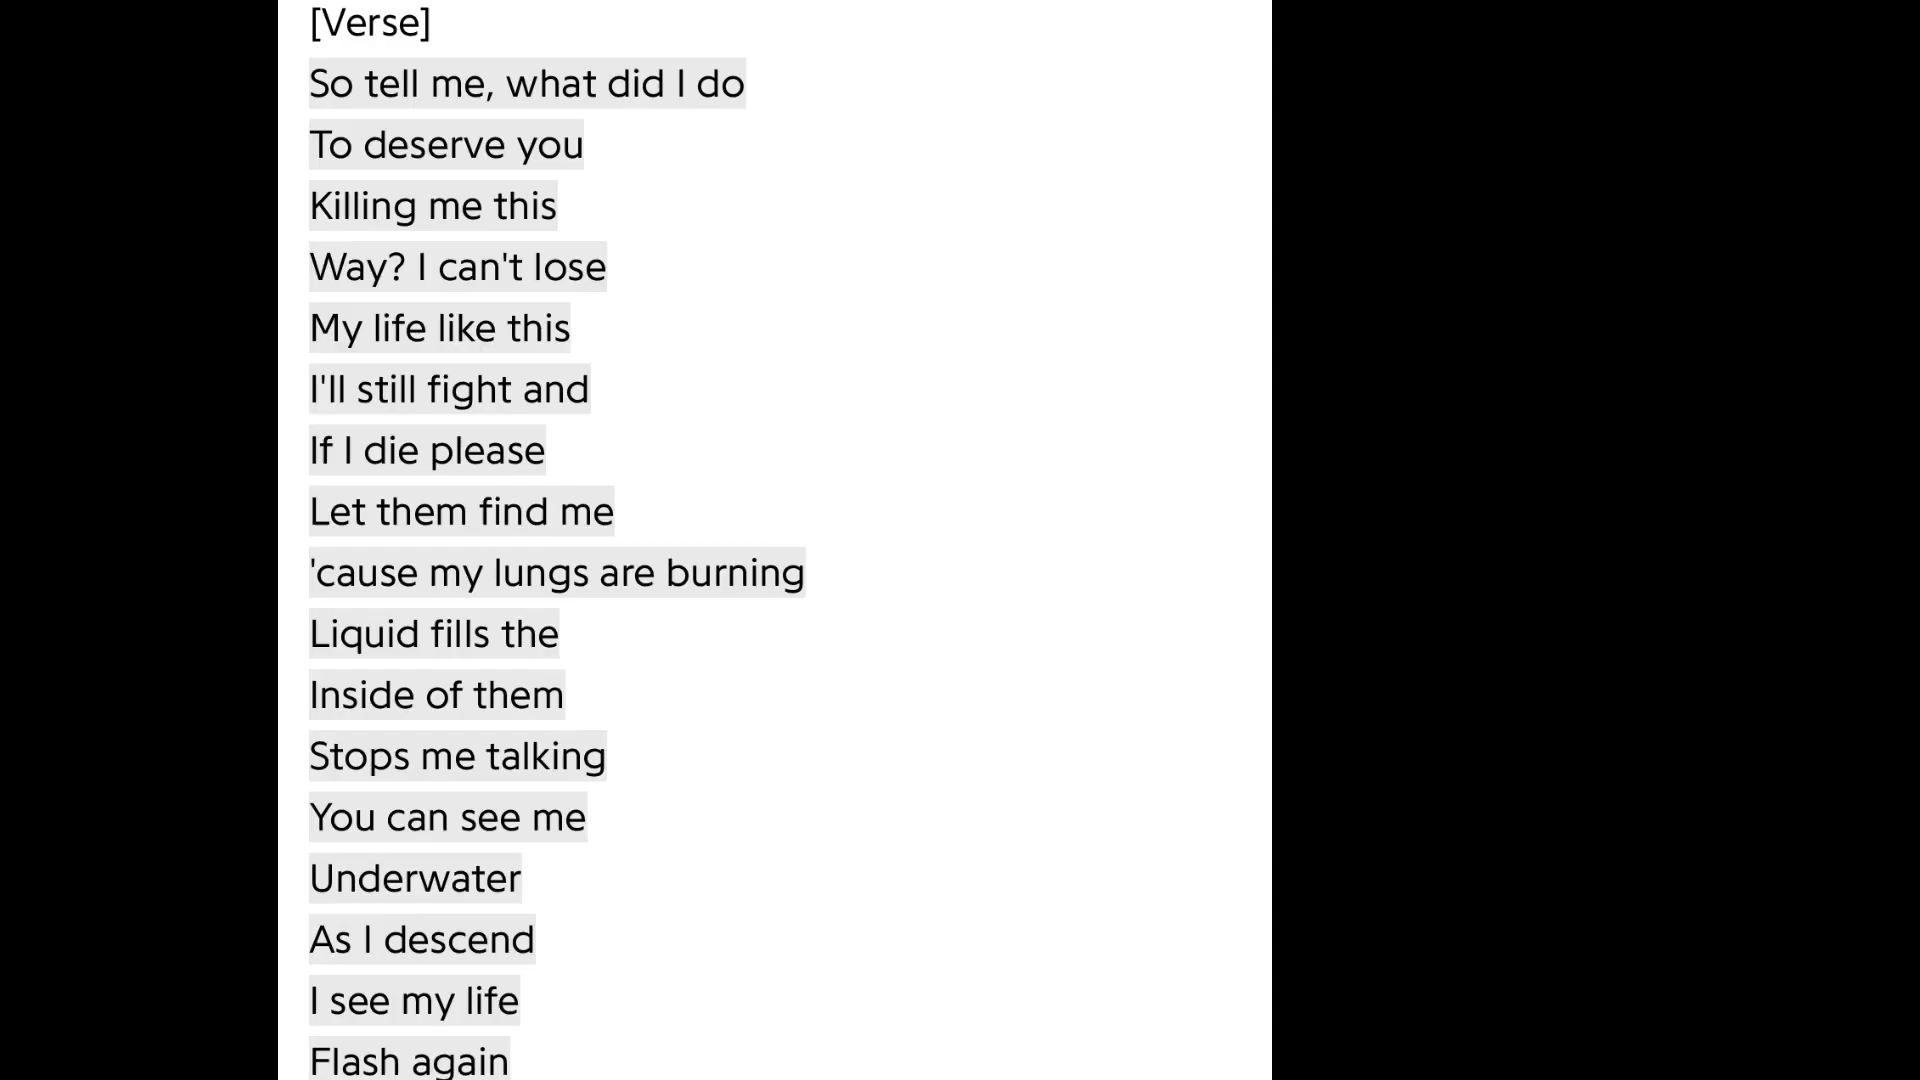 [Verse]
So tell me, what did I do
To deserve you
Killing me this
Way? I can't lose
My life like this
I'll still fight and
If I die please
Let them find me
'cause my lungs are burning
Liquid fills the
Inside of them
Stops me talking
You can see me
Underwater
As I descend
I see my life
Flash again